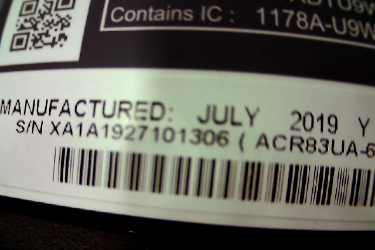 Contains IC : 1178A-U9W
MANUFACTURED: JULY 2019 Y
S/N XA1A1927101306 ( ACR83UA-6